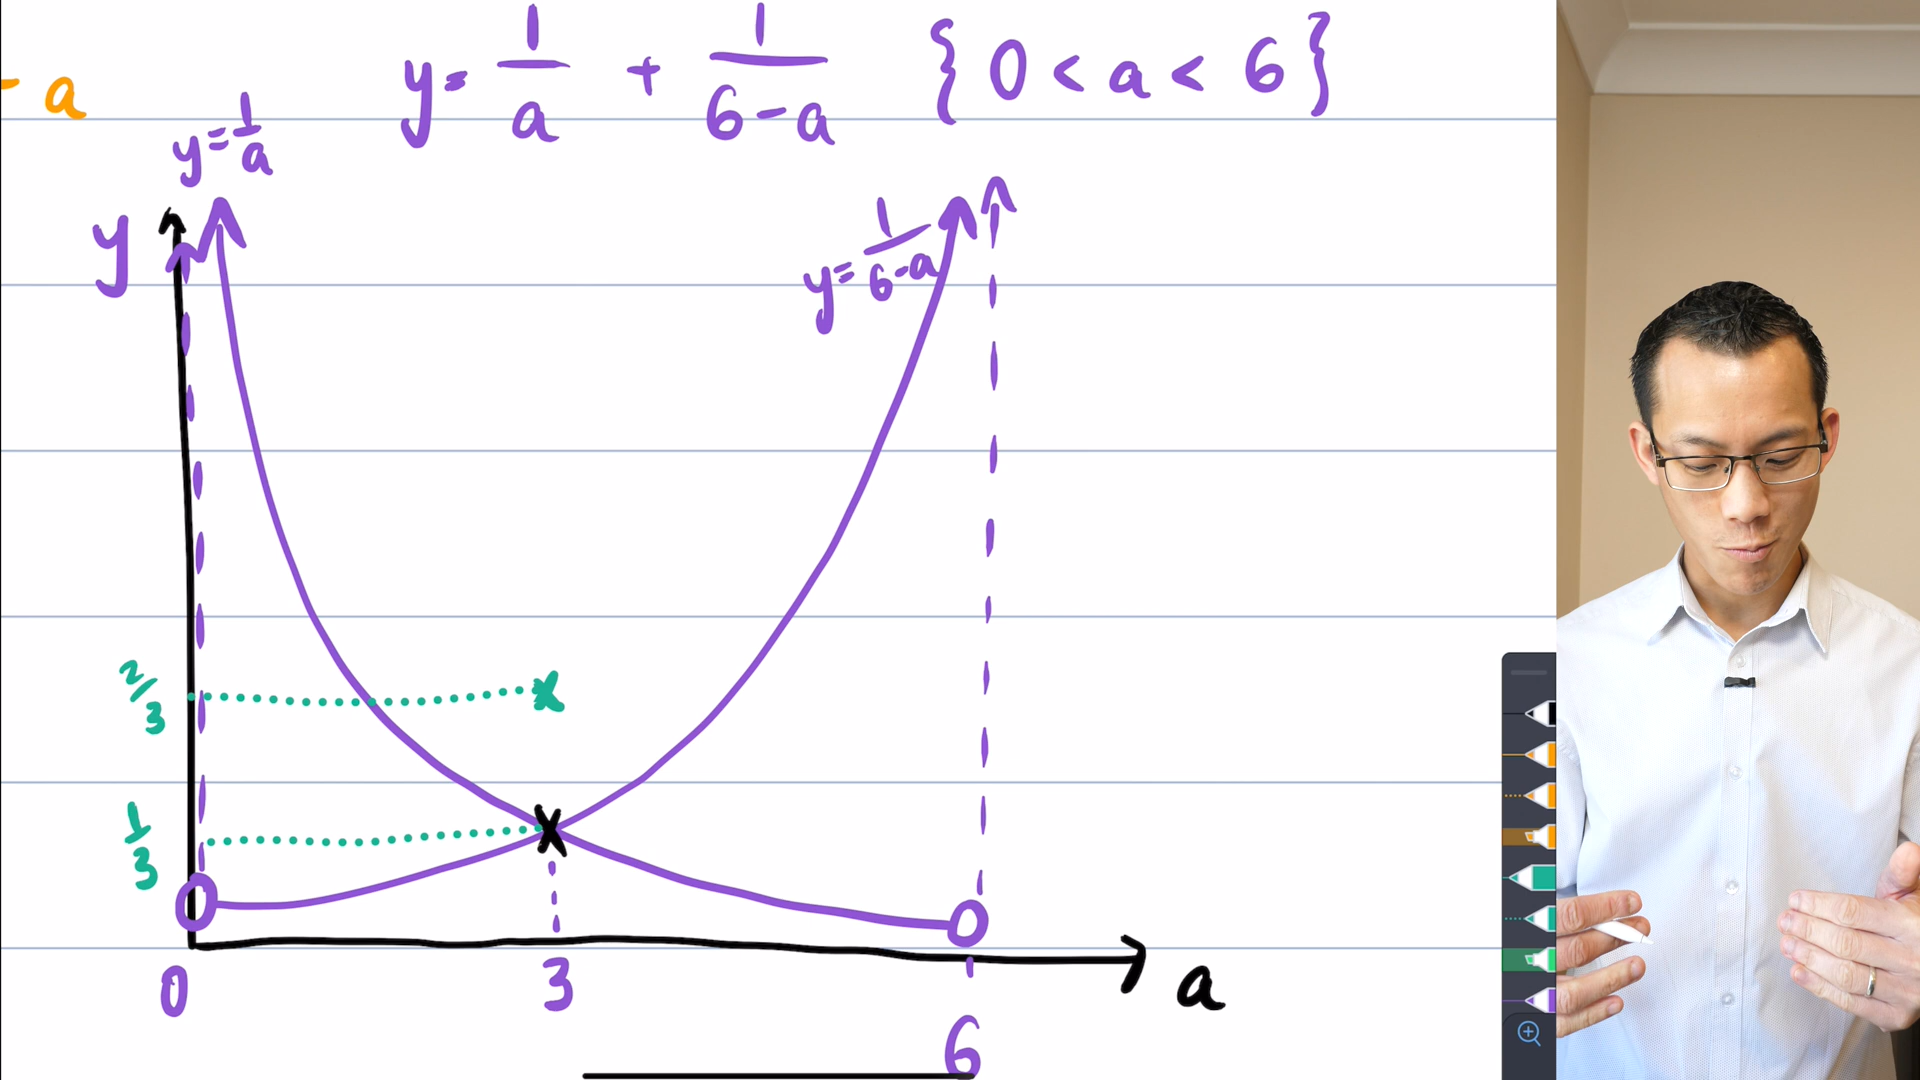 y = 1/a + 1/(6-a) {0 < a < 6}
- a
y = 1/a
y
y = 1/(6-a)
2/3
1/3
0
3
6
a